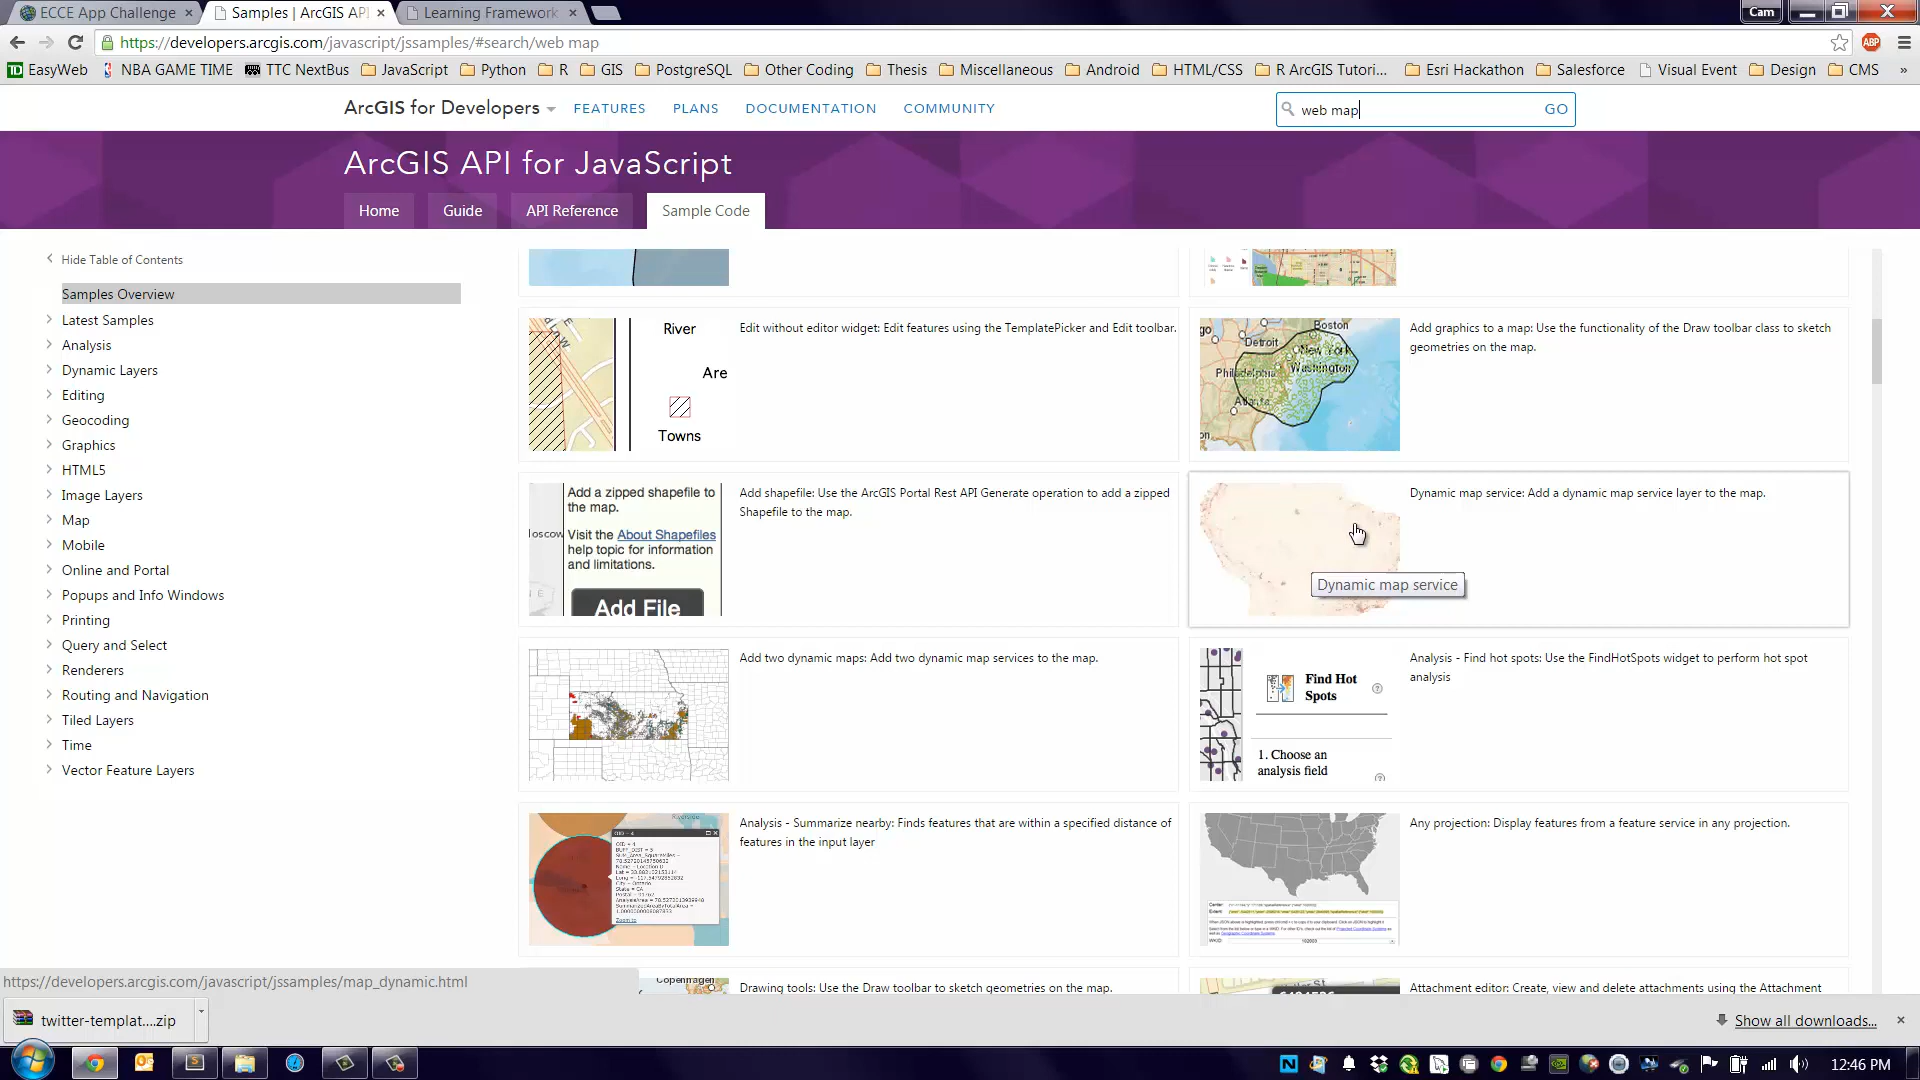 ECCE App Challenge
Samples | ArcGIS API
Learning Framework
Cam
https://developers.arcgis.com/javascript/jssamples/#search/web map
ABP
TD EasyWeb
NBA GAME TIME
TTC NextBus
JavaScript
Python
R
GIS
PostgreSQL
Other Coding
Thesis
Miscellaneous
Android
HTML/CSS
R ArcGIS Tutori...
Esri Hackathon
Salesforce
Visual Event
Design
CMS
»
ArcGIS for Developers
FEATURES
PLANS
DOCUMENTATION
COMMUNITY
web map
GO
ArcGIS API for JavaScript
Home
Guide
API Reference
Sample Code
Hide Table of Contents
Samples Overview
Latest Samples
Analysis
Dynamic Layers
Editing
Geocoding
Graphics
HTML5
Image Layers
Map
Mobile
Online and Portal
Popups and Info Windows
Printing
Query and Select
Renderers
Routing and Navigation
Tiled Layers
Time
Vector Feature Layers
River
Are
Towns
Edit without editor widget: Edit features using the TemplatePicker and Edit toolbar.
Boston
Detroit
New York
Philadelphia
Washington
Atlanta
Add graphics to a map: Use the functionality of the Draw toolbar class to sketch
geometries on the map.
Add a zipped shapefile to
the map.
Visit the About Shapefiles
help topic for information
and limitations.
Add File
Add shapefile: Use the ArcGIS Portal Rest API Generate operation to add a zipped
Shapefile to the map.
Dynamic map service: Add a dynamic map service layer to the map.
Dynamic map service
Add two dynamic maps: Add two dynamic map services to the map.
Find Hot
Spots
1. Choose an
analysis field
Analysis - Find hot spots: Use the FindHotSpots widget to perform hot spot
analysis
Analysis - Summarize nearby: Finds features that are within a specified distance of
features in the input layer
Zoom to
Any projection: Display features from a feature service in any projection.
Copenhagen
Drawing tools: Use the Draw toolbar to sketch geometries on the map.
Attachment editor: Create, view and delete attachments using the Attachment
https://developers.arcgis.com/javascript/jssamples/map_dynamic.html
twitter-templat....zip
Show all downloads...
12:46 PM